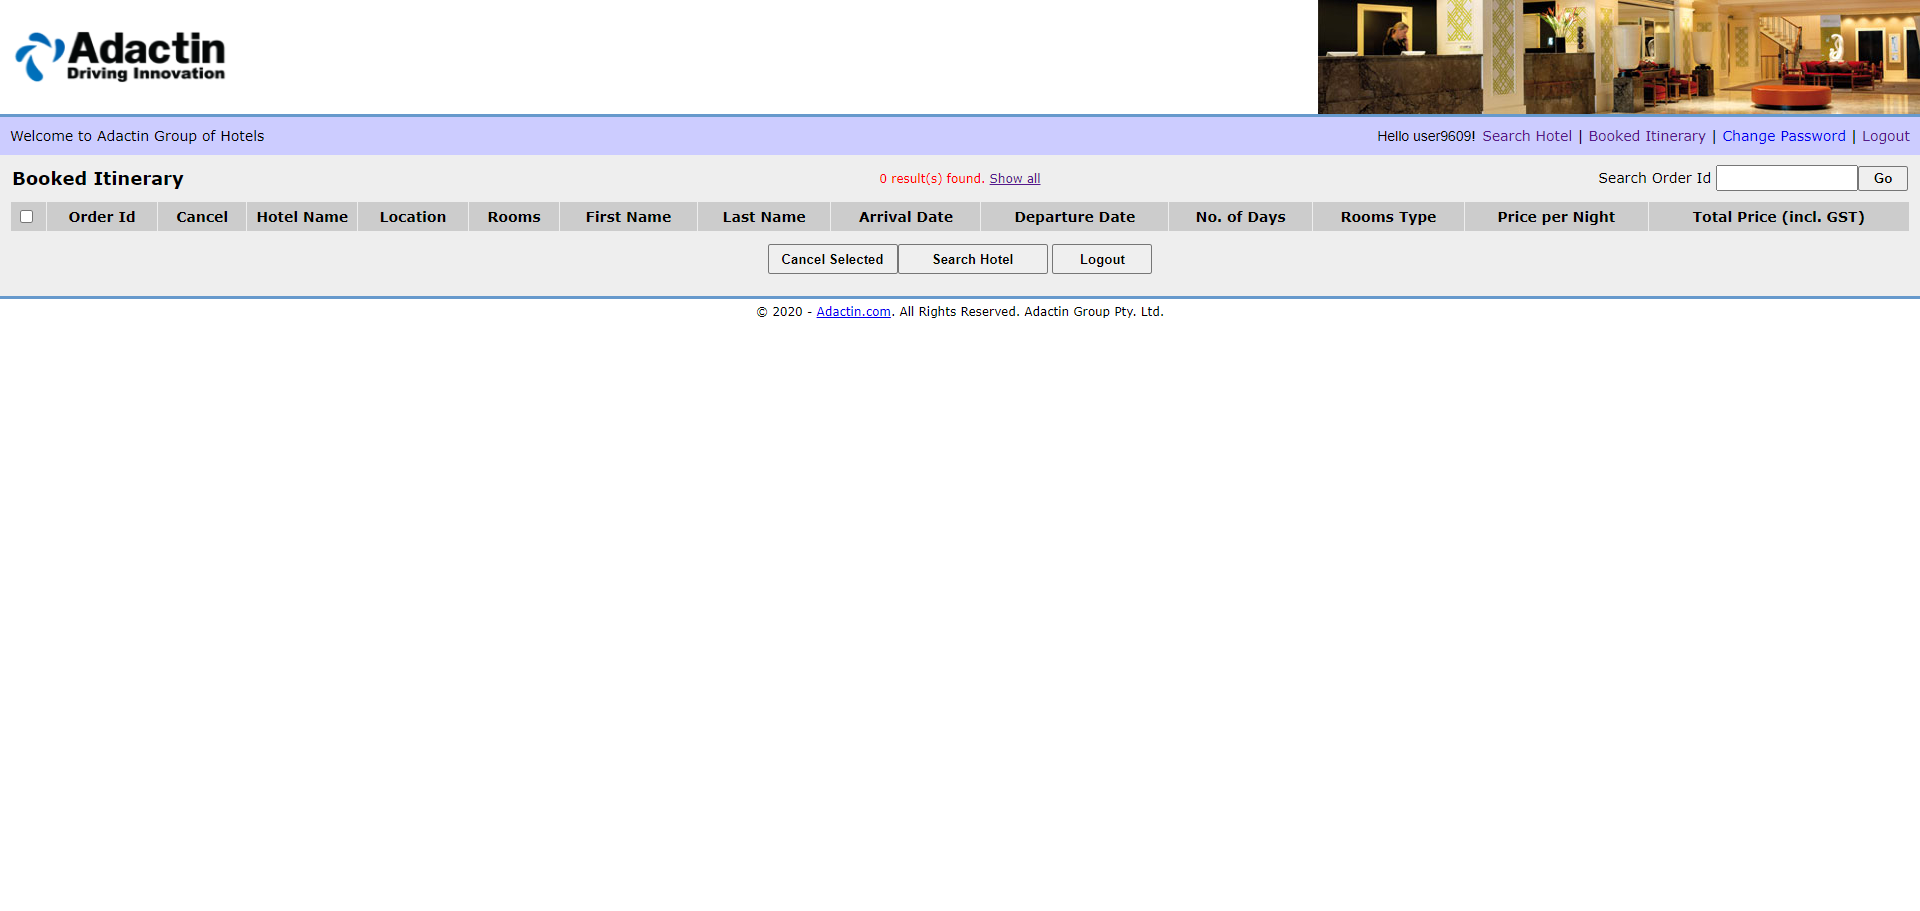 Adactin
Driving Innovation
Welcome to Adactin Group of Hotels
Hello user9609! Search Hotel | Booked Itinerary | Change Password | Logout
Booked Itinerary
0 result(s) found. Show all
Search Order Id Go
Order Id Cancel Hotel Name Location Rooms First Name Last Name Arrival Date Departure Date No. of Days Rooms Type Price per Night Total Price (incl. GST)
Cancel Selected Search Hotel Logout
© 2020 - Adactin.com. All Rights Reserved. Adactin Group Pty. Ltd.